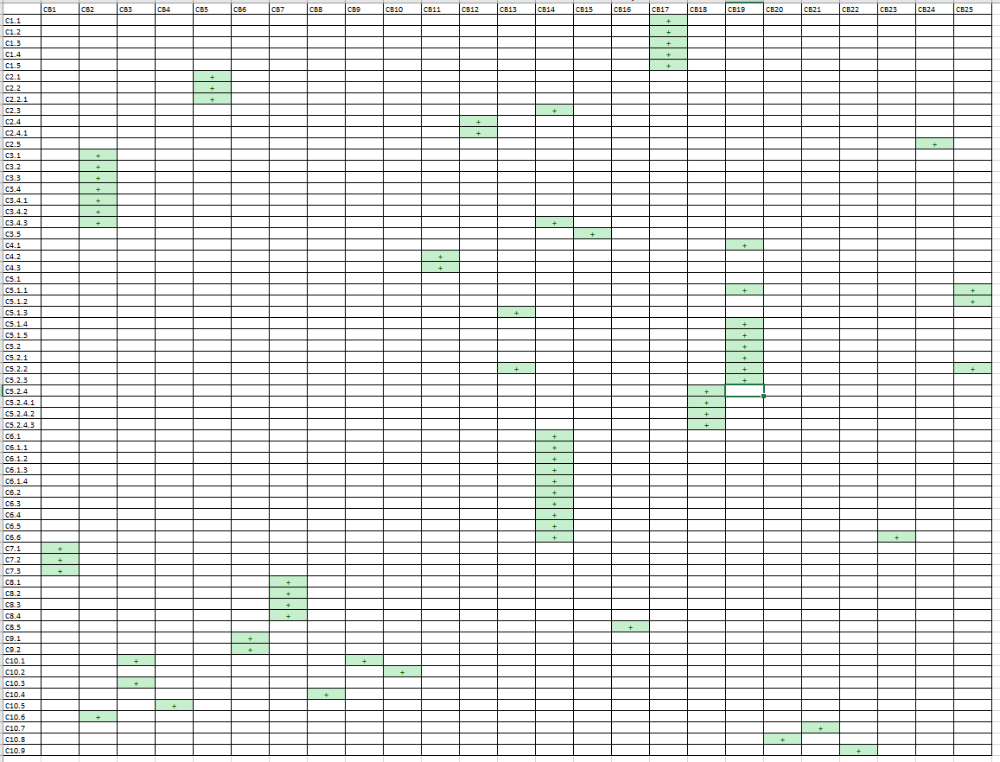 CB1 CB2 CB3 CB4 CB5 CB6 CB7 CB8 CB9 CB10 CB11 CB12 CB13 CB14 CB15 CB16 CB17 CB18 CB19 CB20 CB21 CB22 CB23 CB24 CB25
C1.1 +
C1.2 +
C1.3 +
C1.4 +
C1.5 +
C2.1 +
C2.2 +
C2.2.1 +
C2.3 +
C2.4 +
C2.4.1 +
C2.5 +
C3.1 +
C3.2 +
C3.3 +
C3.4 +
C3.4.1 +
C3.4.2 +
C3.4.3 + +
C3.5 +
C4.1 +
C4.2 +
C4.3 +
C5.1
C5.1.1 + +
C5.1.2 +
C5.1.3 +
C5.1.4 +
C5.1.5 +
C5.2 +
C5.2.1 +
C5.2.2 + + +
C5.2.3 +
C5.2.4 +
C5.2.4.1 +
C5.2.4.2 +
C5.2.4.3 +
C6.1 +
C6.1.1 +
C6.1.2 +
C6.1.3 +
C6.1.4 +
C6.2 +
C6.3 +
C6.4 +
C6.5 +
C6.6 + +
C7.1 +
C7.2 +
C7.3 +
C8.1 +
C8.2 +
C8.3 +
C8.4 +
C8.5 +
C9.1 +
C9.2 +
C10.1 + +
C10.2 +
C10.3 +
C10.4 +
C10.5 +
C10.6 +
C10.7 +
C10.8 +
C10.9 +